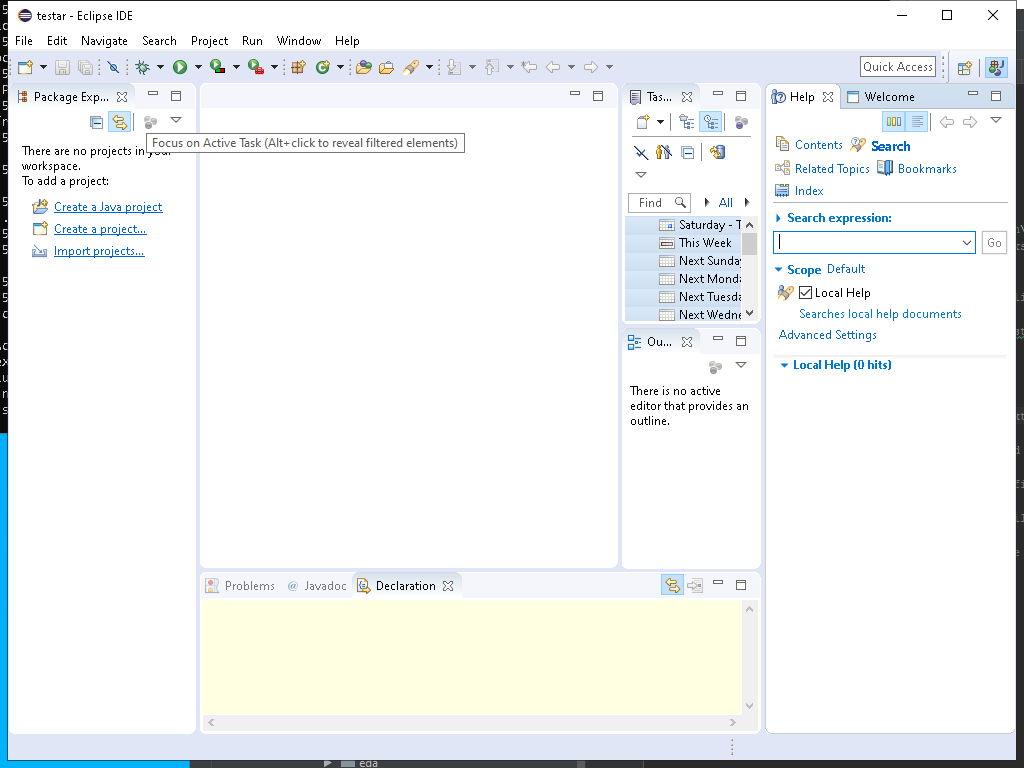 testar - Eclipse IDE
File Edit Navigate Search Project Run Window Help
Quick Access
Package Exp...
Focus on Active Task (Alt+click to reveal filtered elements)
There are no projects in your
workspace.
To add a project:
Create a Java project
Create a project...
Import projects...
Tas...
Find
All
Saturday - T
This Week
Next Sunday
Next Monda
Next Tuesda
Next Wedne
Ou...
There is no active
editor that provides an
outline.
Help
Welcome
Contents Search
Related Topics Bookmarks
Index
Search expression:
Go
Scope Default
Local Help
Searches local help documents
Advanced Settings
Local Help (0 hits)
Problems @ Javadoc Declaration
eda